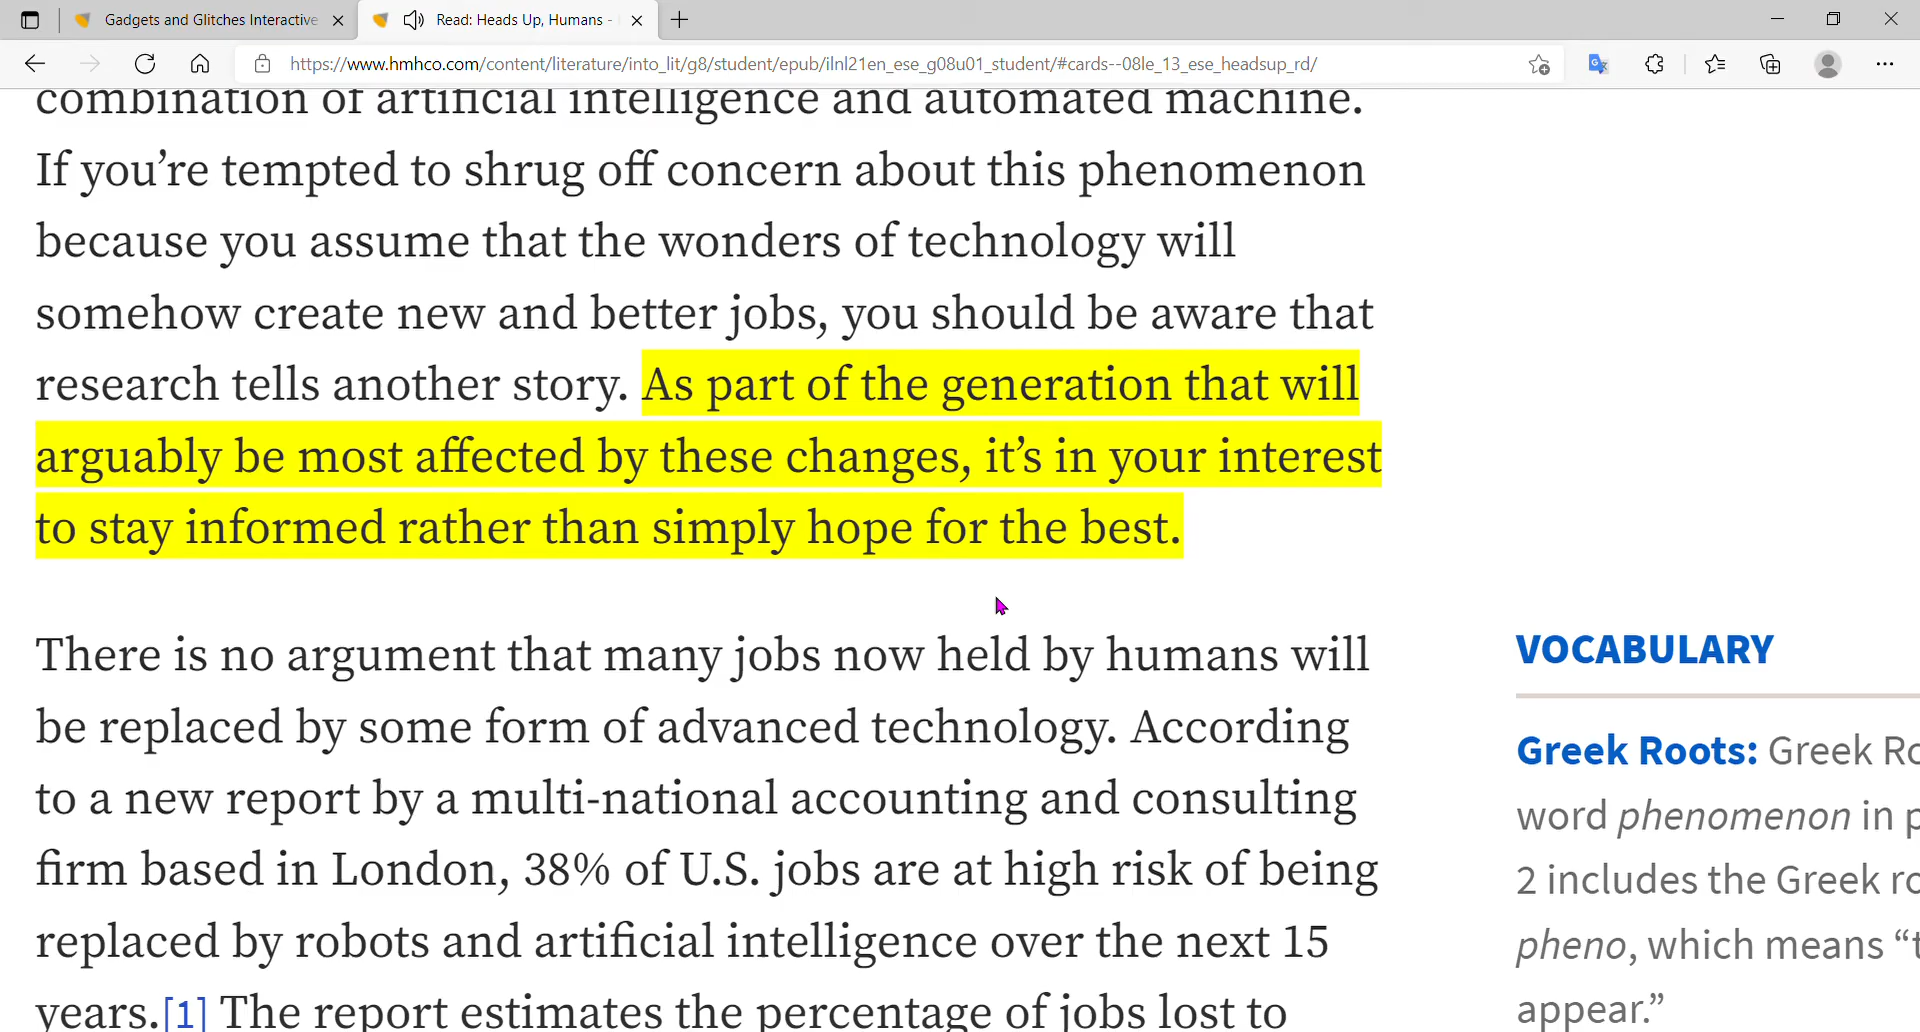 Gadgets and Glitches Interactive
Read: Heads Up, Humans -
https://www.hmhco.com/content/literature/into_lit/g8/student/epub/ilnl21en_ese_g08u01_student/#cards--08le_13_ese_headsup_rd/
combination of artificial intelligence and automated machine.
If you’re tempted to shrug off concern about this phenomenon
because you assume that the wonders of technology will
somehow create new and better jobs, you should be aware that
research tells another story. As part of the generation that will
arguably be most affected by these changes, it’s in your interest
to stay informed rather than simply hope for the best.
There is no argument that many jobs now held by humans will
be replaced by some form of advanced technology. According
to a new report by a multi-national accounting and consulting
firm based in London, 38% of U.S. jobs are at high risk of being
replaced by robots and artificial intelligence over the next 15
years.[1] The report estimates the percentage of jobs lost to
VOCABULARY
Greek Roots: Greek Ro
word phenomenon in p
2 includes the Greek ro
pheno, which means “t
appear.”